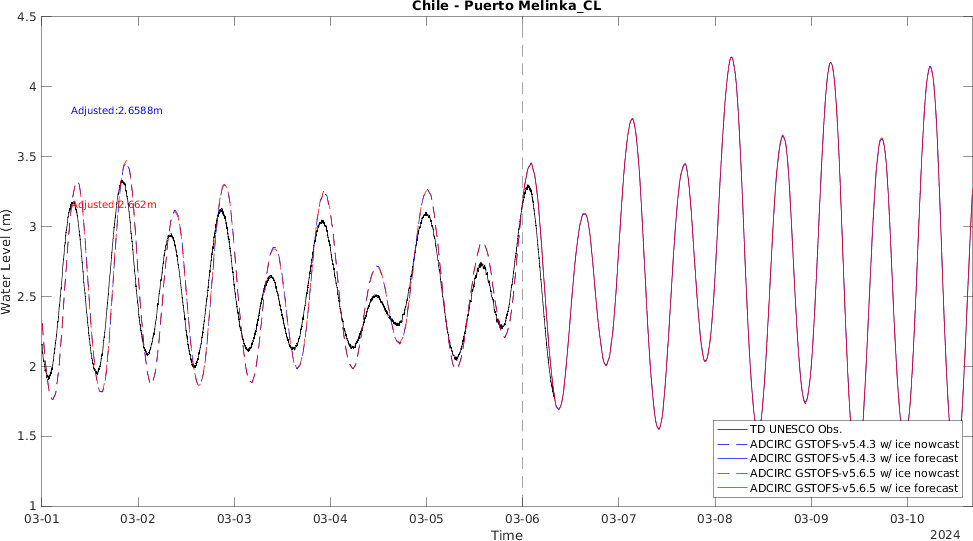 Chile - Puerto Melinka_CL
4.5
4
3.5
3
2.5
2
1.5
1
Water Level (m)
Adjusted:2.6588m
Adjusted:2.662m
TD UNESCO Obs.
ADCIRC GSTOFS-v5.4.3 w/ ice nowcast
ADCIRC GSTOFS-v5.4.3 w/ ice forecast
ADCIRC GSTOFS-v5.6.5 w/ ice nowcast
ADCIRC GSTOFS-v5.6.5 w/ ice forecast
03-01 03-02 03-03 03-04 03-05 03-06 03-07 03-08 03-09 03-10
Time
2024